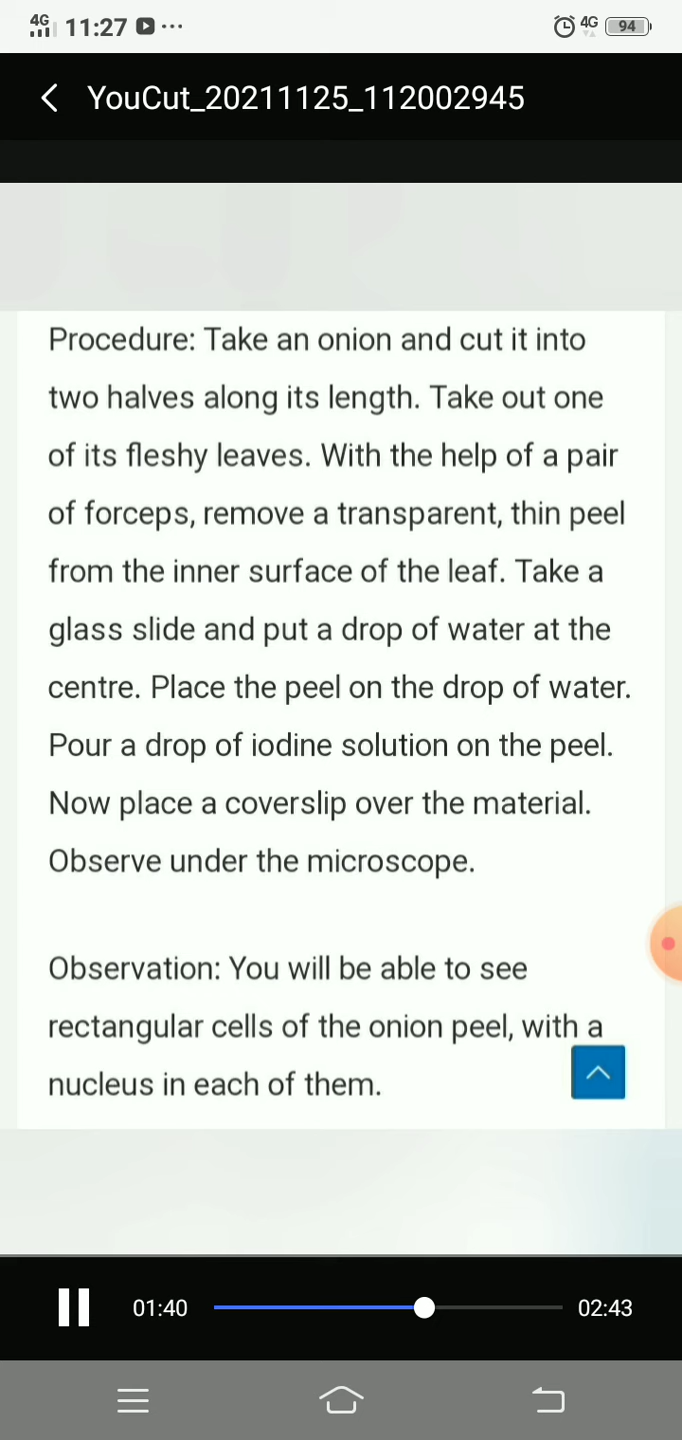 4G 11:27 ... 4G 94
YouCut_20211125_112002945
Procedure: Take an onion and cut it into
two halves along its length. Take out one
of its fleshy leaves. With the help of a pair
of forceps, remove a transparent, thin peel
from the inner surface of the leaf. Take a
glass slide and put a drop of water at the
centre. Place the peel on the drop of water.
Pour a drop of iodine solution on the peel.
Now place a coverslip over the material.
Observe under the microscope.
Observation: You will be able to see
rectangular cells of the onion peel, with a
nucleus in each of them.
01:40 02:43